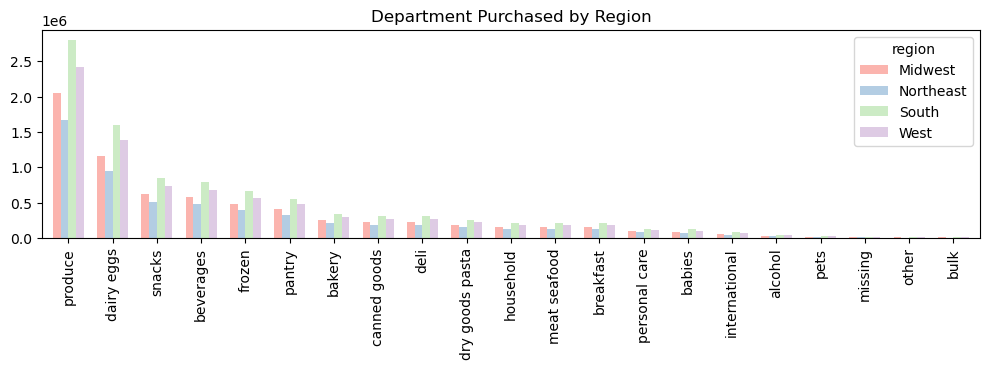 Department Purchased by Region
1e6
2.5
2.0
1.5
1.0
0.5
0.0
region
Midwest
Northeast
South
West
produce
dairy eggs
snacks
beverages
frozen
pantry
bakery
canned goods
deli
dry goods pasta
household
meat seafood
breakfast
personal care
babies
international
alcohol
pets
missing
other
bulk